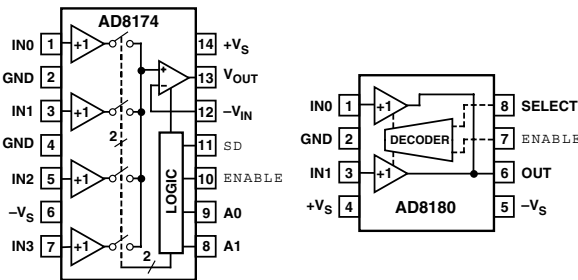 AD8174
IN0 1 +1 14 +VS
GND 2 + 13 VOUT
IN1 3 +1 – 12 –VIN
GND 4 2 11 SD
IN2 5 +1 10 ENABLE
–VS 6 LOGIC 9 A0
IN3 7 +1 2 8 A1
IN0 1 +1 8 SELECT
GND 2 DECODER 7 ENABLE
IN1 3 +1 6 OUT
+VS 4 AD8180 5 –VS